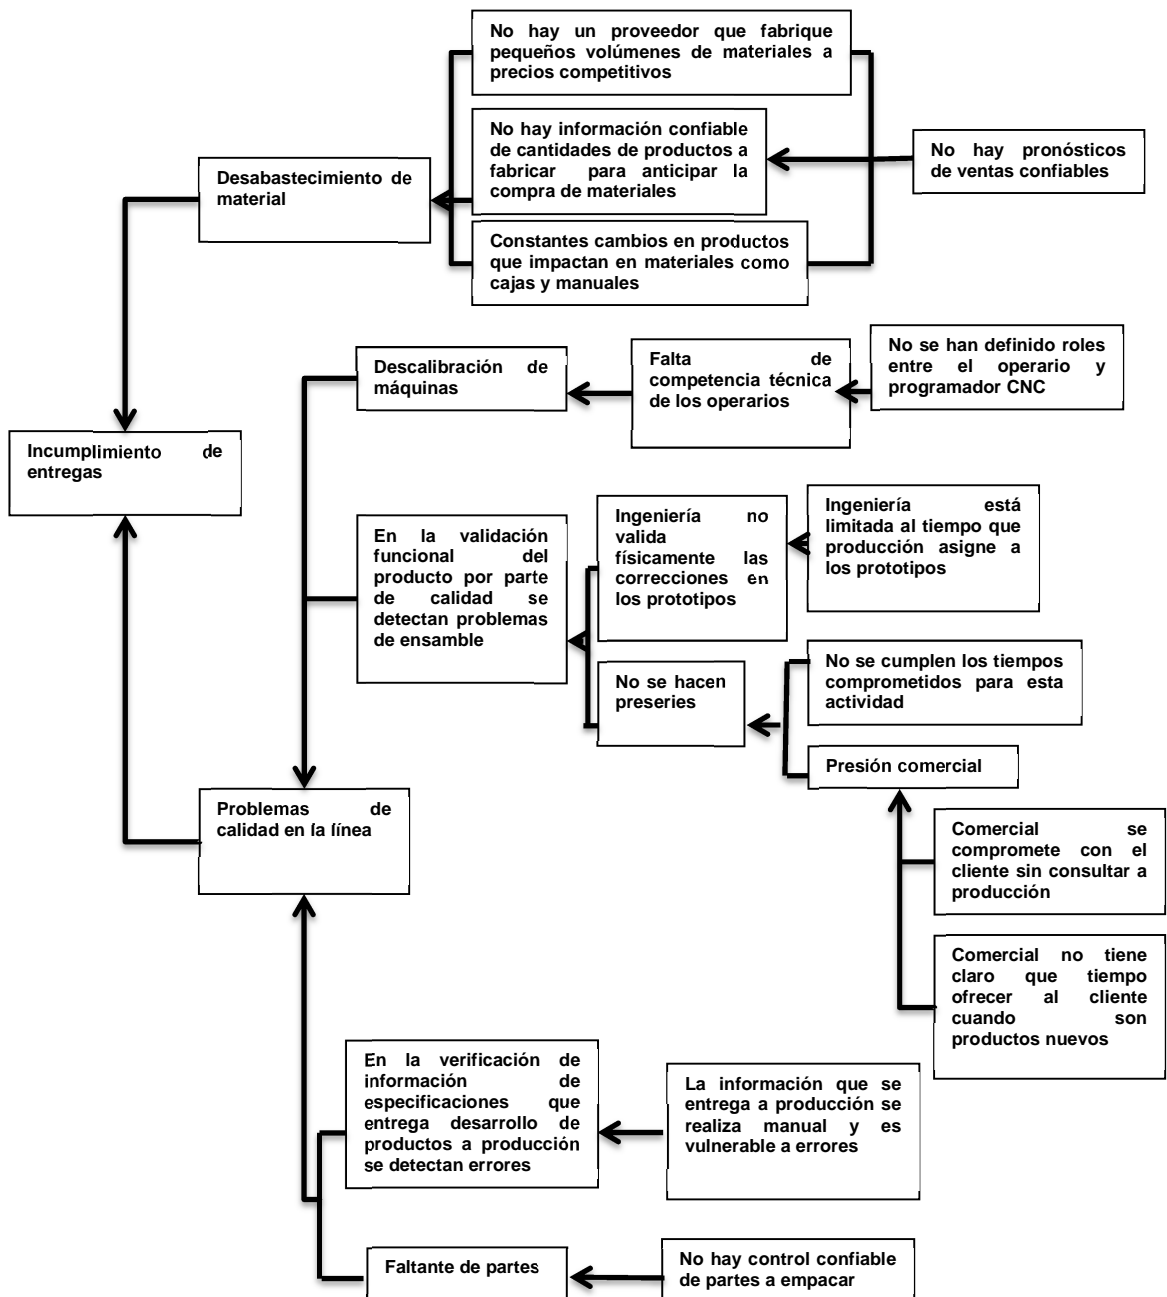 No hay un proveedor que fabrique
pequeños volúmenes de materiales a
precios competitivos
No hay información confiable
de cantidades de productos a
fabricar para anticipar la
compra de materiales
No hay pronósticos
de ventas confiables
Desabastecimiento de
material
Constantes cambios en productos
que impactan en materiales como
cajas y manuales
Descalibración de
máquinas
Falta de
competencia técnica
de los operarios
No se han definido roles
entre el operario y
programador CNC
Incumplimiento de
entregas
En la validación
funcional del
producto por parte
de calidad se
detectan problemas
de ensamble
Ingeniería no
valida
físicamente las
correcciones en
los prototipos
Ingeniería está
limitada al tiempo que
producción asigne a
los prototipos
No se hacen
preseries
No se cumplen los tiempos
comprometidos para esta
actividad
Presión comercial
Problemas de
calidad en la línea
Comercial se
compromete con el
cliente sin consultar a
producción
Comercial no tiene
claro que tiempo
ofrecer al cliente
cuando son
productos nuevos
En la verificación de
información de
especificaciones que
entrega desarrollo de
productos a producción
se detectan errores
La información que se
entrega a producción se
realiza manual y es
vulnerable a errores
Faltante de partes
No hay control confiable
de partes a empacar